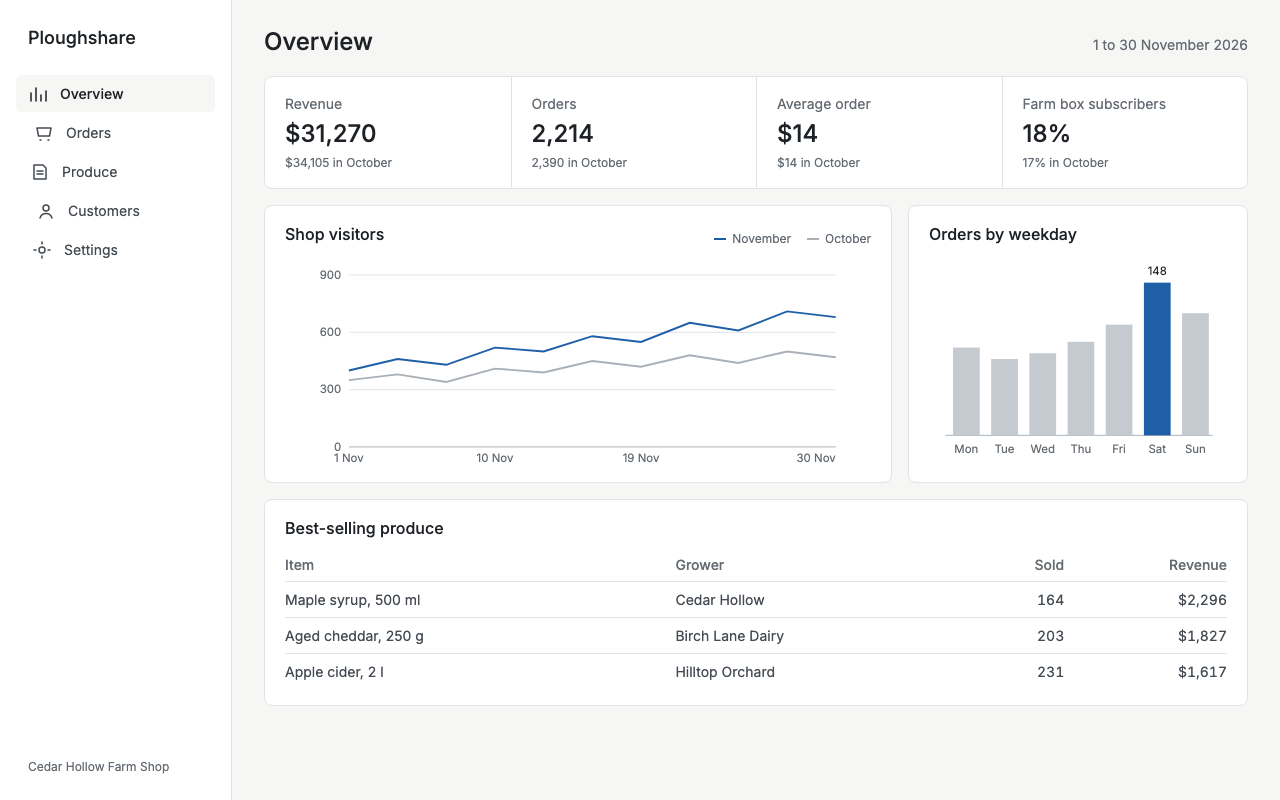 Ploughshare
Overview
Orders
Produce
Customers
Settings
Cedar Hollow Farm Shop
Overview
1 to 30 November 2026
Revenue
$31,270
$34,105 in October
Orders
2,214
2,390 in October
Average order
$14
$14 in October
Farm box subscribers
18%
17% in October
Shop visitors
November October
900
600
300
0
1 Nov 10 Nov 19 Nov 30 Nov
Orders by weekday
148
Mon Tue Wed Thu Fri Sat Sun
Best-selling produce
Item Grower Sold Revenue
Maple syrup, 500 ml Cedar Hollow 164 $2,296
Aged cheddar, 250 g Birch Lane Dairy 203 $1,827
Apple cider, 2 l Hilltop Orchard 231 $1,617